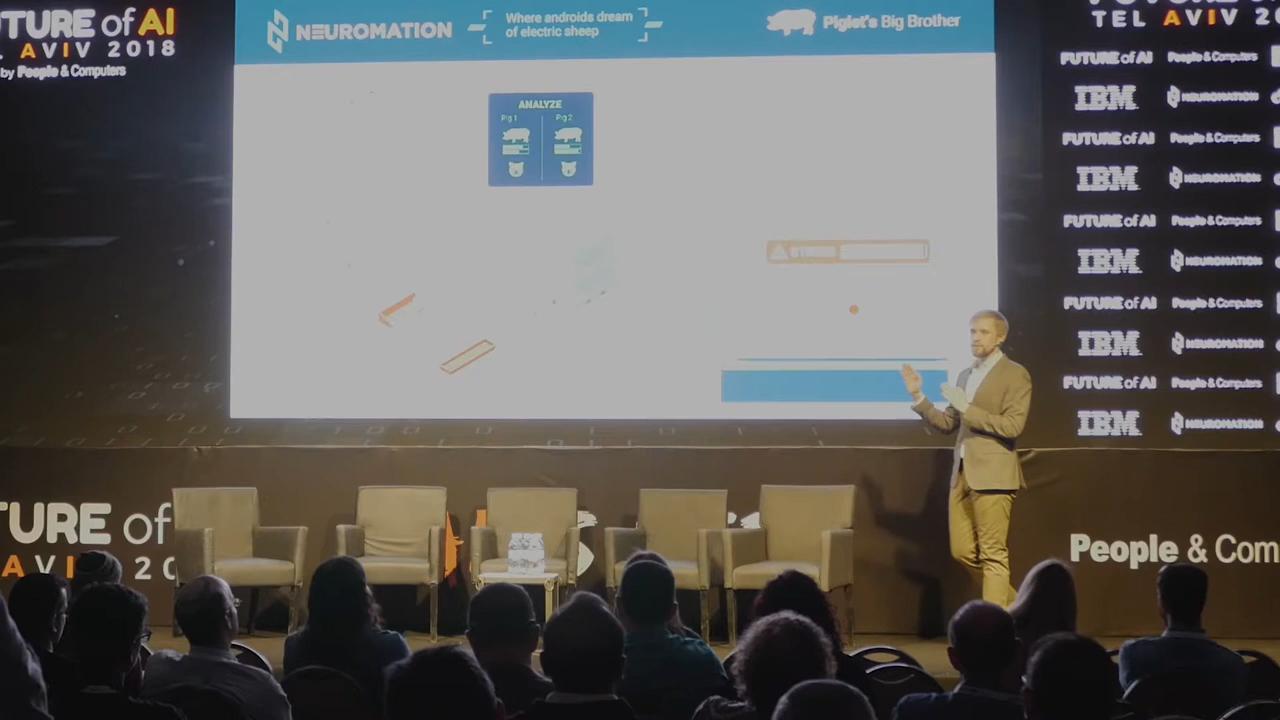 FUTURE of AI
TEL AVIV 2018
by People & Computers
NEUROMATION
Where androids dream
of electric sheep
Piglet's Big Brother
ANALYZE
Pig 1
Pig 2
TEL AVIV 20
FUTURE of AI
People & Computers
IBM
NEUROMATION
FUTURE of AI
People & Computers
IBM
NEUROMATION
FUTURE of AI
People & Computers
IBM
NEUROMATION
FUTURE of AI
People & Computers
IBM
NEUROMATION
FUTURE of AI
People & Computers
IBM
NEUROMATION
TURE of
AVIV 20
People & Com